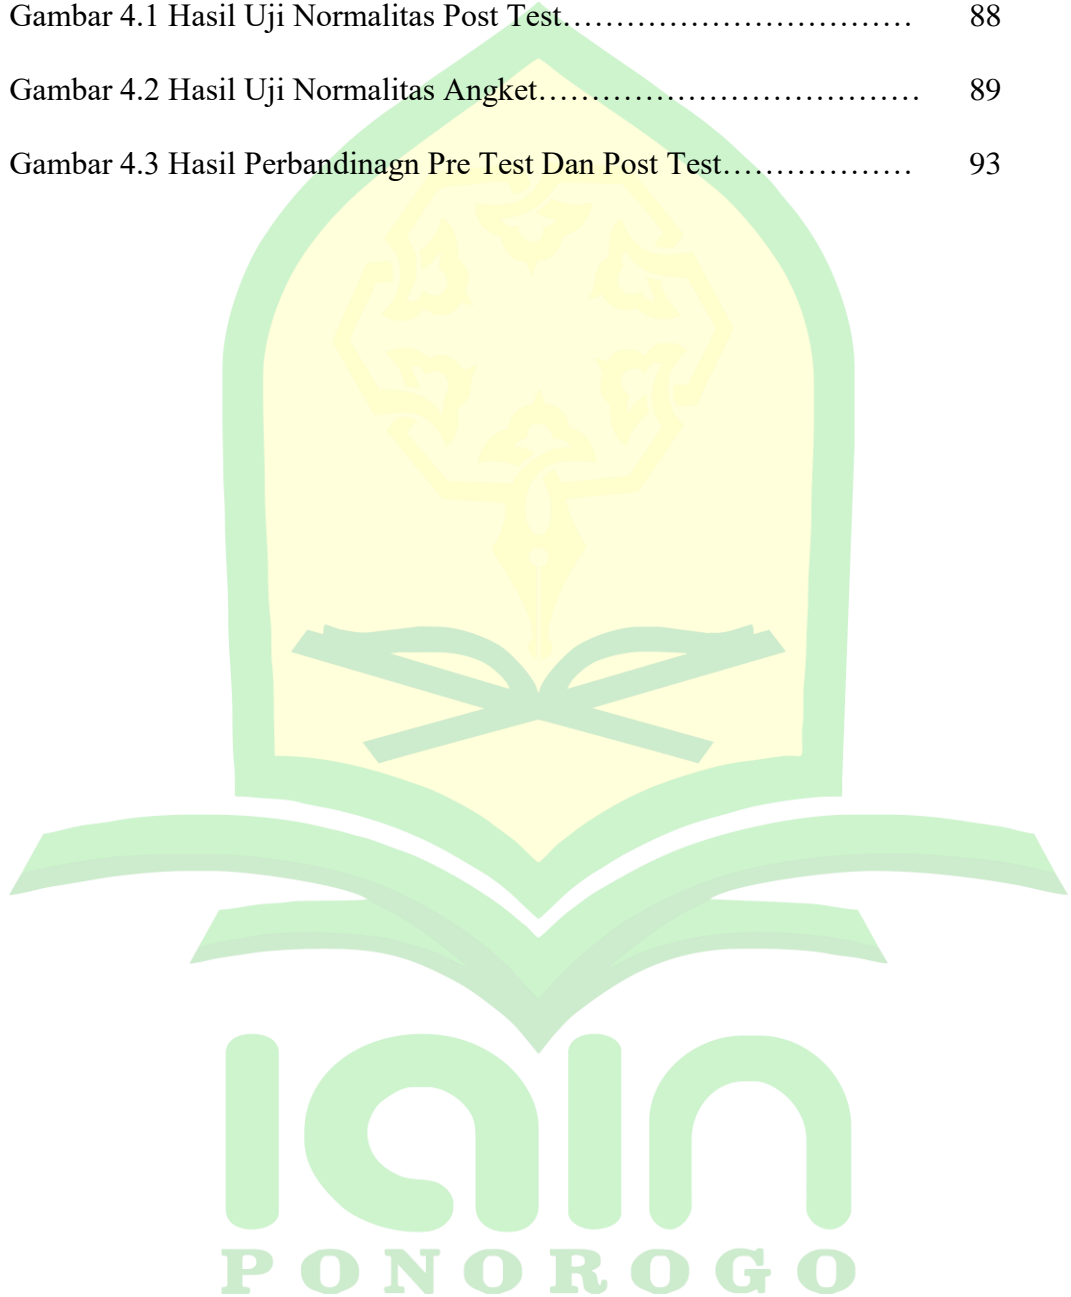 Gambar 4.1 Hasil Uji Normalitas Post Test…………………………… 88
Gambar 4.2 Hasil Uji Normalitas Angket……………………………… 89
Gambar 4.3 Hasil Perbandinagn Pre Test Dan Post Test……………… 93
IAIN
PONOROGO